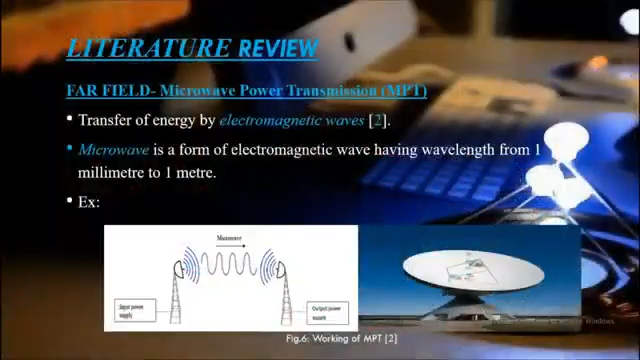 LITERATURE REVIEW
FAR FIELD- Microwave Power Transmission (MPT)
• Transfer of energy by electromagnetic waves [2].
• Microwave is a form of electromagnetic wave having wavelength from 1
millimetre to 1 metre.
• Ex:
Microwave
Input power
supply
Output power
source
Fig.6: Working of MPT [2]